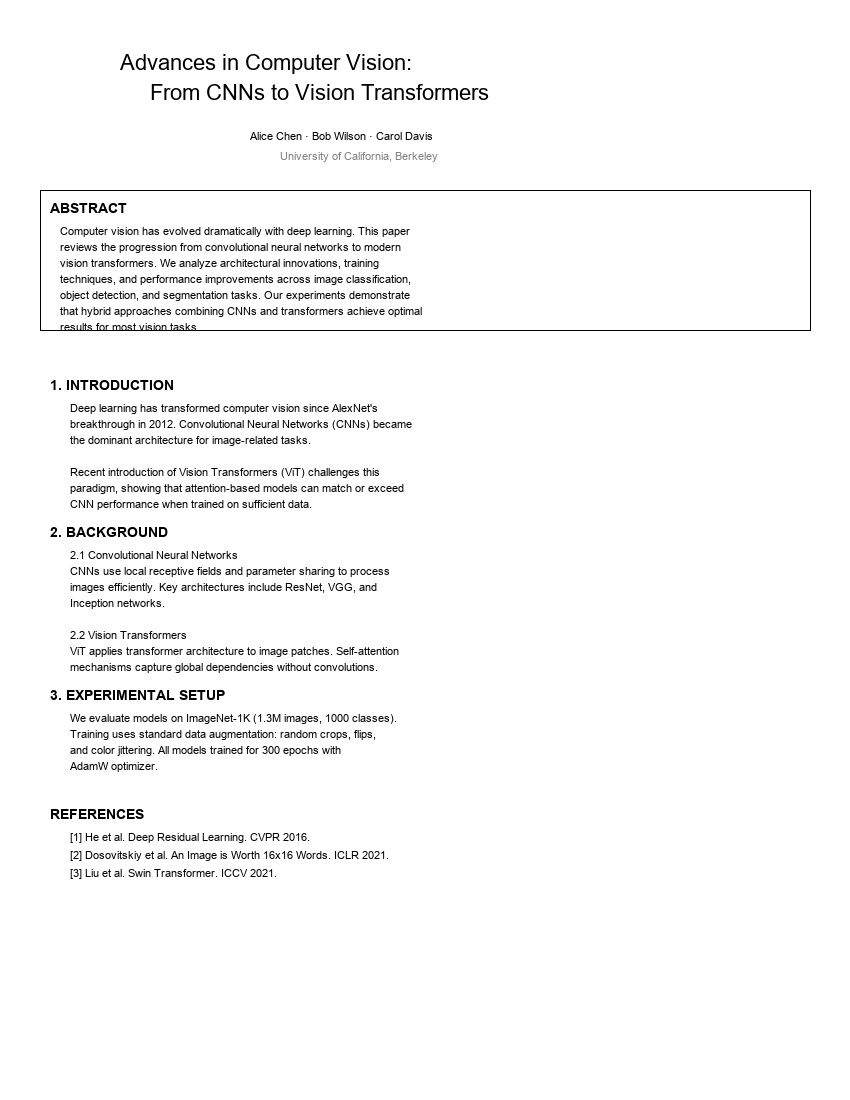 Advances in Computer Vision:
From CNNs to Vision Transformers
Alice Chen · Bob Wilson · Carol Davis
University of California, Berkeley
ABSTRACT
Computer vision has evolved dramatically with deep learning. This paper
reviews the progression from convolutional neural networks to modern
vision transformers. We analyze architectural innovations, training
techniques, and performance improvements across image classification,
object detection, and segmentation tasks. Our experiments demonstrate
that hybrid approaches combining CNNs and transformers achieve optimal
results for most vision tasks
1. INTRODUCTION
Deep learning has transformed computer vision since AlexNet's
breakthrough in 2012. Convolutional Neural Networks (CNNs) became
the dominant architecture for image-related tasks.
Recent introduction of Vision Transformers (ViT) challenges this
paradigm, showing that attention-based models can match or exceed
CNN performance when trained on sufficient data.
2. BACKGROUND
2.1 Convolutional Neural Networks
CNNs use local receptive fields and parameter sharing to process
images efficiently. Key architectures include ResNet, VGG, and
Inception networks.
2.2 Vision Transformers
ViT applies transformer architecture to image patches. Self-attention
mechanisms capture global dependencies without convolutions.
3. EXPERIMENTAL SETUP
We evaluate models on ImageNet-1K (1.3M images, 1000 classes).
Training uses standard data augmentation: random crops, flips,
and color jittering. All models trained for 300 epochs with
AdamW optimizer.
REFERENCES
[1] He et al. Deep Residual Learning. CVPR 2016.
[2] Dosovitskiy et al. An Image is Worth 16x16 Words. ICLR 2021.
[3] Liu et al. Swin Transformer. ICCV 2021.